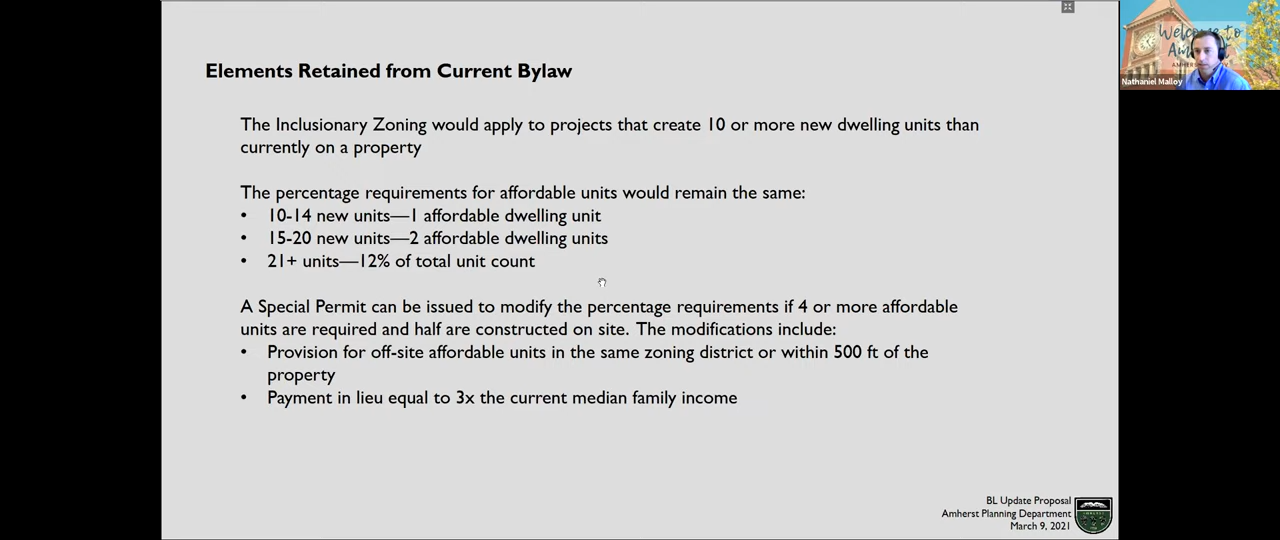 Elements Retained from Current Bylaw
The Inclusionary Zoning would apply to projects that create 10 or more new dwelling units than
currently on a property
The percentage requirements for affordable units would remain the same:
• 10-14 new units—1 affordable dwelling unit
• 15-20 new units—2 affordable dwelling units
• 21+ units—12% of total unit count
A Special Permit can be issued to modify the percentage requirements if 4 or more affordable
units are required and half are constructed on site. The modifications include:
• Provision for off-site affordable units in the same zoning district or within 500 ft of the
property
• Payment in lieu equal to 3x the current median family income
BL Update Proposal
Amherst Planning Department
March 9, 2021
Welcome to
Nathaniel Malloy